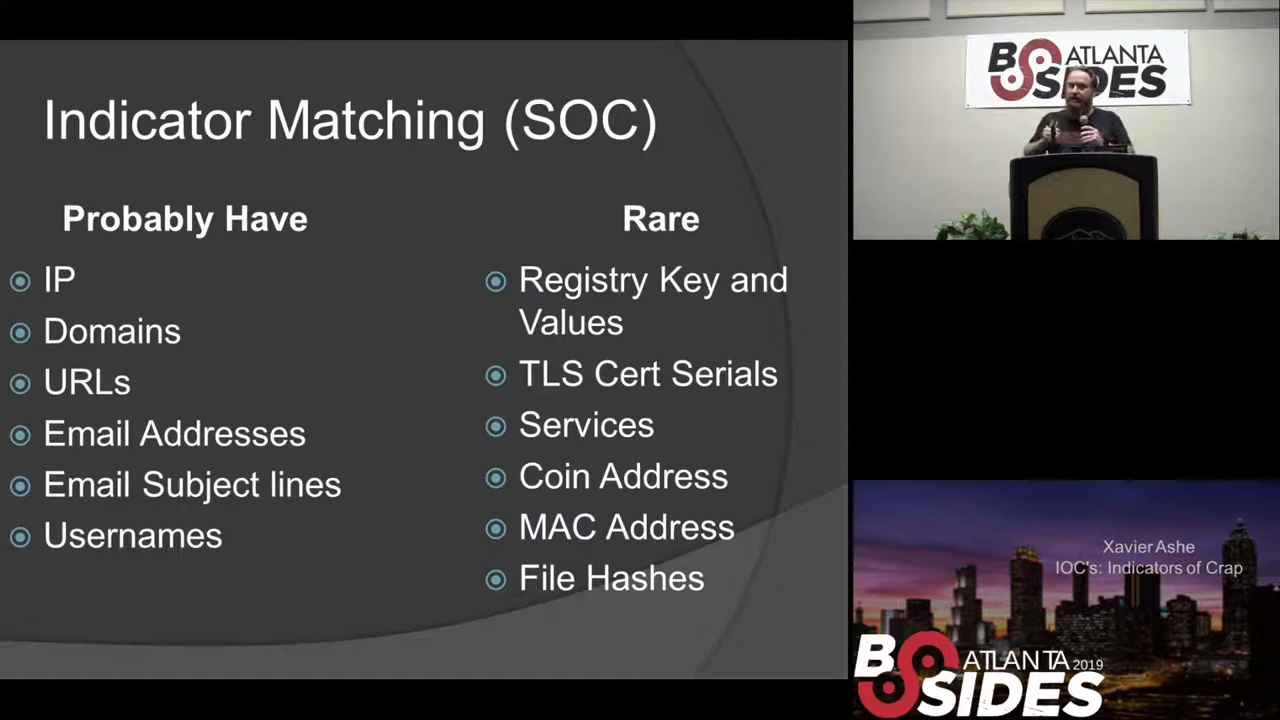 Indicator Matching (SOC)
Probably Have
IP
Domains
URLs
Email Addresses
Email Subject lines
Usernames
Rare
Registry Key and
Values
TLS Cert Serials
Services
Coin Address
MAC Address
File Hashes
BSIDES ATLANTA
Xavier Ashe
IOC's: Indicators of Crap
BSIDES ATLANTA 2019